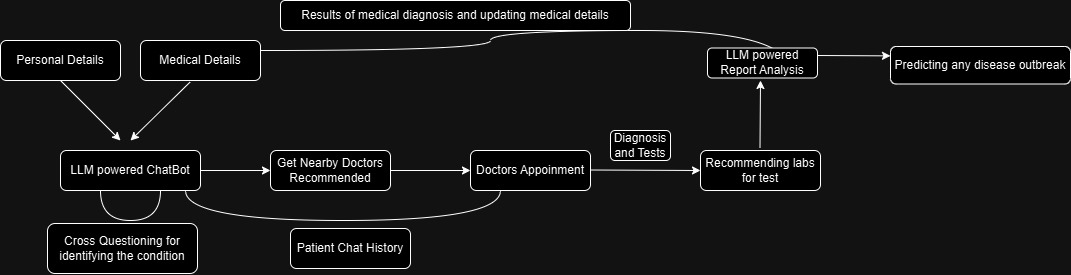 Results of medical diagnosis and updating medical details
Personal Details
Medical Details
LLM powered
Report Analysis
Predicting any disease outbreak
Diagnosis
and Tests
LLM powered ChatBot
Get Nearby Doctors
Recommended
Doctors Appoinment
Recommending labs
for test
Cross Questioning for
identifying the condition
Patient Chat History